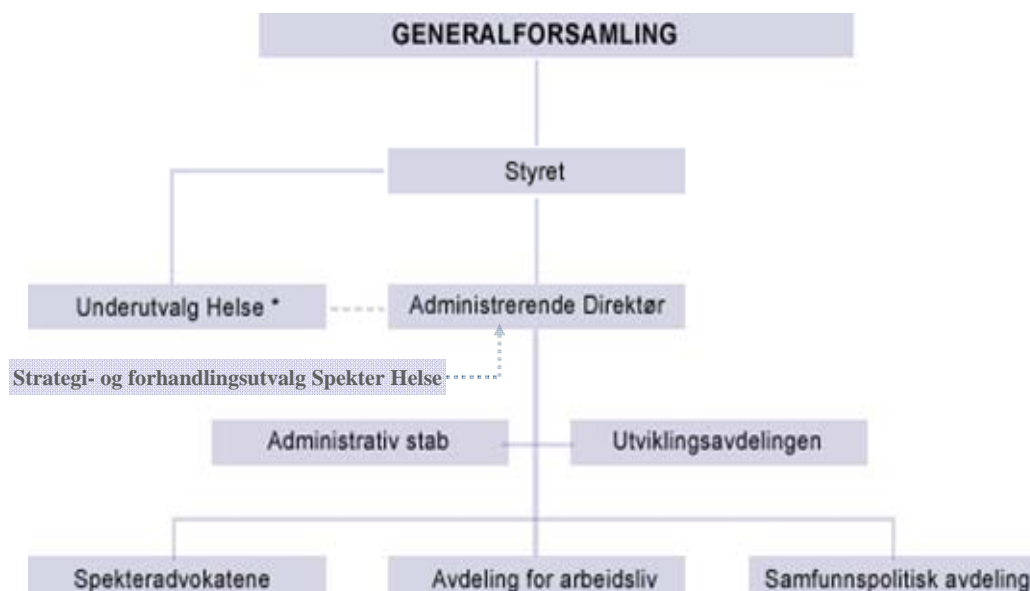 GENERALFORSAMLING
Styret
Underutvalg Helse *
Administrerende Direktør
Strategi- og forhandlingsutvalg Spekter Helse
Administrativ stab
Utviklingsavdelingen
Spekteradvokatene
Avdeling for arbeidsliv
Samfunnspolitisk avdeling